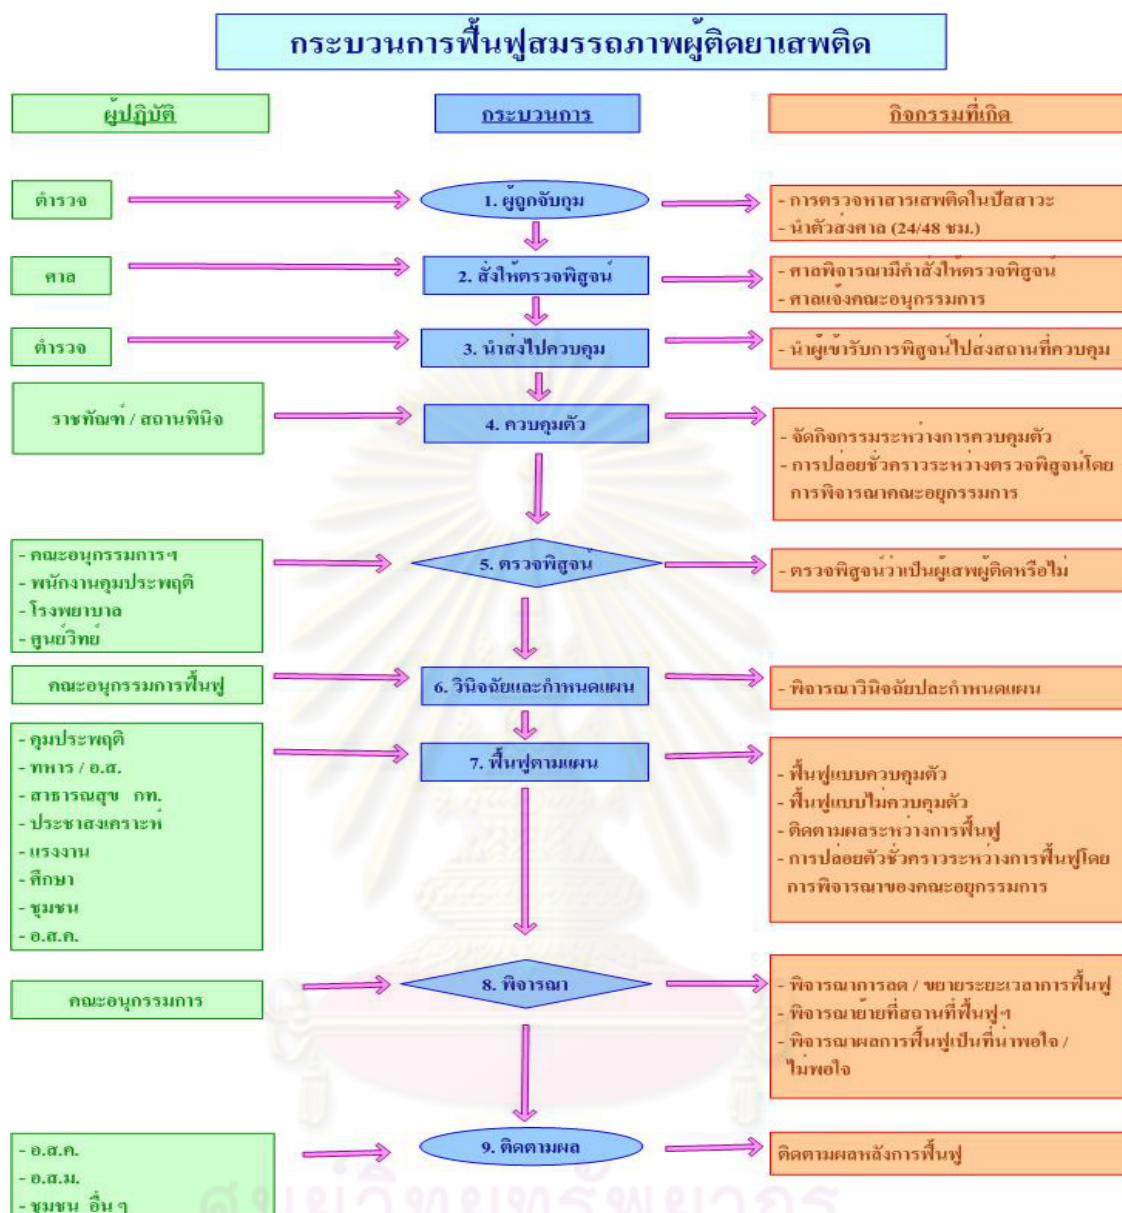 กระบวนการฟื้นฟูสมรรถภาพผู้ติดยาเสพติด
ผู้ปฏิบัติ
กระบวนการ
กิจกรรมที่เกิด
ตำรวจ
1. ผู้ถูกจับกุม
- การตรวจหาสารเสพติดในปัสสาวะ
- นำตัวส่งศาล (24/48 ชม.)
ศาล
2. สั่งให้ตรวจพิสูจน์
- ศาลพิจารณามีคำสั่งให้ตรวจพิสูจน์
- ศาลแจ้งคณะอนุกรรมการ
ตำรวจ
3. นำส่งไปควบคุม
- นำผู้เข้ารับการพิสูจน์ไปส่งสถานที่ควบคุม
ราชทัณฑ์ / สถานพินิจ
4. ควบคุมตัว
- จัดกิจกรรมระหว่างการควบคุมตัว
- การปล่อยชั่วคราวระหว่างตรวจพิสูจน์โดย
การพิจารณาคณะอยุกรรมการ
- คณะอนุกรรมการฯ
- พนักงานคุมประพฤติ
- โรงพยาบาล
- ศูนย์วิทย์
5. ตรวจพิสูจน์
- ตรวจพิสูจน์ว่าเป็นผู้เสพผู้ติดหรือไม่
คณะอนุกรรมการฟื้นฟู
6. วินิจฉัยและกำหนดแผน
- พิจารณาวินิจฉัยปละกำหนดแผน
- คุมประพฤติ
- ทหาร / อ.ส.
- สาธารณสุข กท.
- ประชาสงเคราะห์
- แรงงาน
- ศึกษา
- ชุมชน
- อ.ส.ค.
7. ฟื้นฟูตามแผน
- ฟื้นฟูแบบควบคุมตัว
- ฟื้นฟูแบบไม่ควบคุมตัว
- ติดตามผลระหว่างการฟื้นฟู
- การปล่อยตัวชั่วคราวระหว่างการฟื้นฟูโดย
การพิจารณาของคณะอยุกรรมการ
คณะอนุกรรมการ
8. พิจารณา
- พิจารณาการลด / ขยายระยะเวลาการฟื้นฟู
- พิจารณาย้ายที่สถานที่ฟื้นฟูฯ
- พิจารณาผลการฟื้นฟูเป็นที่น่าพอใจ /
ไม่พอใจ
- อ.ส.ค.
- อ.ส.ม.
- ชุมชน อื่น ๆ
9. ติดตามผล
ติดตามผลหลังการฟื้นฟู
ศูนย์วิทยทรัพยากร